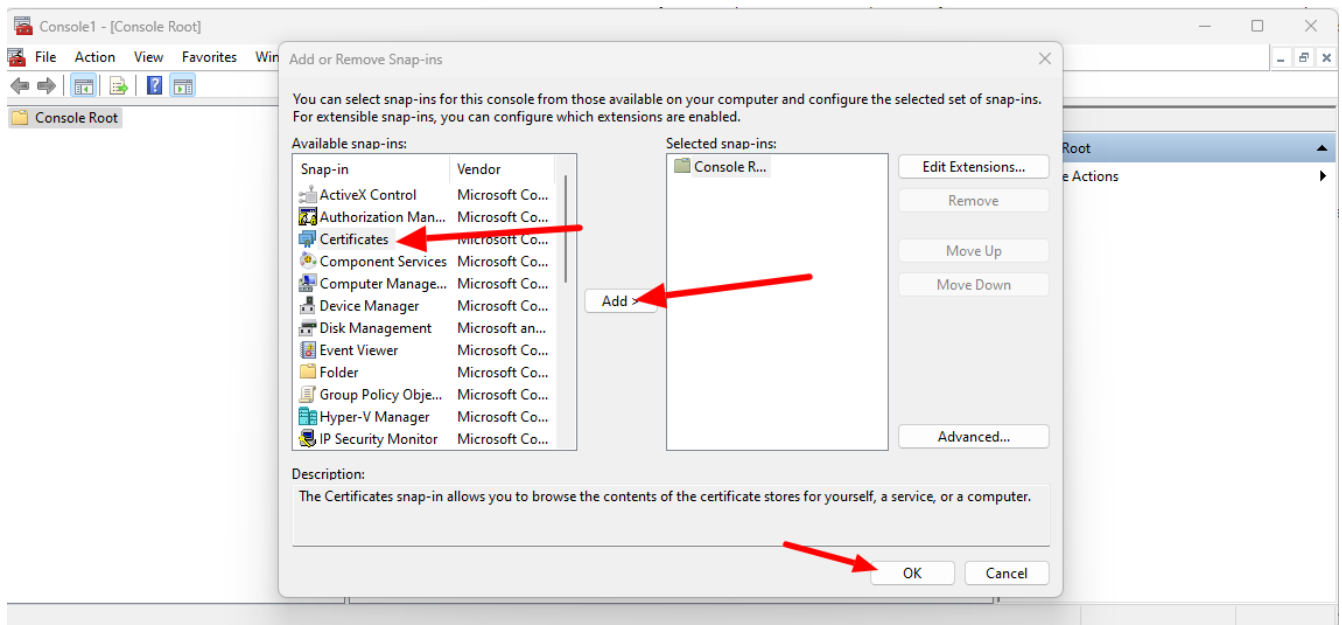 Console1 - [Console Root]
File Action View Favorites Win
Add or Remove Snap-ins
Console Root
You can select snap-ins for this console from those available on your computer and configure the selected set of snap-ins.
For extensible snap-ins, you can configure which extensions are enabled.
Available snap-ins:
Selected snap-ins:
Snap-in Vendor
ActiveX Control Microsoft Co...
Authorization Man... Microsoft Co...
Certificates Microsoft Co...
Component Services Microsoft Co...
Computer Manage... Microsoft Co...
Device Manager Microsoft Co...
Disk Management Microsoft an...
Event Viewer Microsoft Co...
Folder Microsoft Co...
Group Policy Obje... Microsoft Co...
Hyper-V Manager Microsoft Co...
IP Security Monitor Microsoft Co...
Add >
Console R...
Edit Extensions...
Remove
Move Up
Move Down
Advanced...
Root
e Actions
Description:
The Certificates snap-in allows you to browse the contents of the certificate stores for yourself, a service, or a computer.
OK Cancel